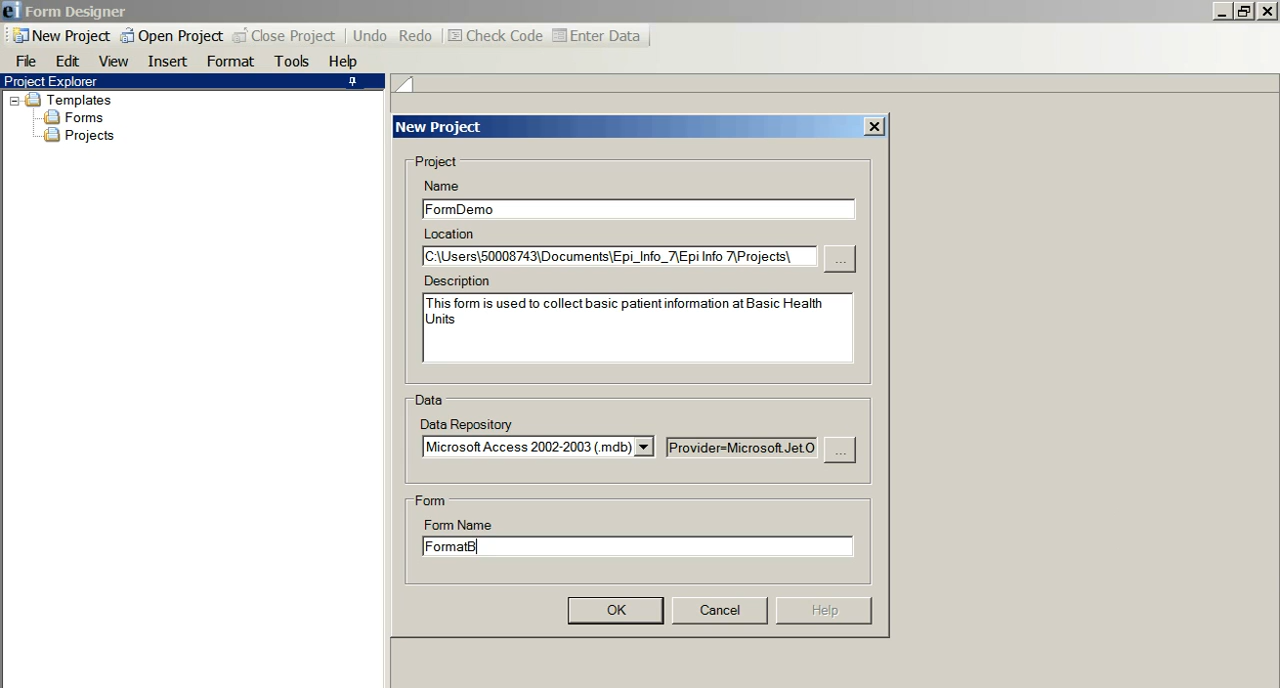 ei Form Designer
New Project Open Project Close Project Undo Redo Check Code Enter Data
File Edit View Insert Format Tools Help
Project Explorer
Templates
Forms
Projects
New Project
Project
Name
FormDemo
Location
C:\Users\50008743\Documents\Epi_Info_7\Epi Info 7\Projects\
...
Description
This form is used to collect basic patient information at Basic Health
Units
Data
Data Repository
Microsoft Access 2002-2003 (.mdb) Provider=Microsoft.Jet.O ...
Form
Form Name
FormatB
OK Cancel Help